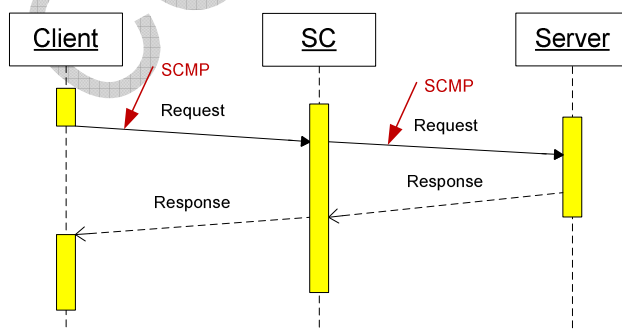 Client
SC
Server
SCMP
SCMP
Request
Request
Response
Response